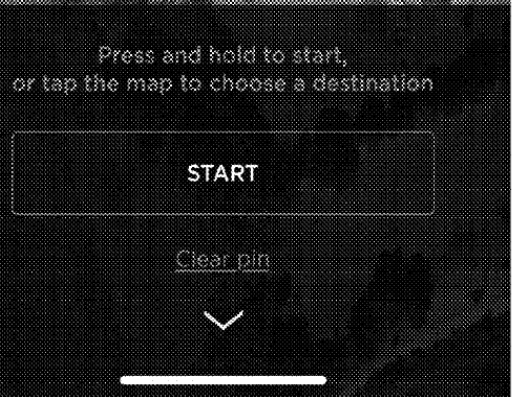 Press and hold to start,
or tap the map to choose a destination
START
Clear pin